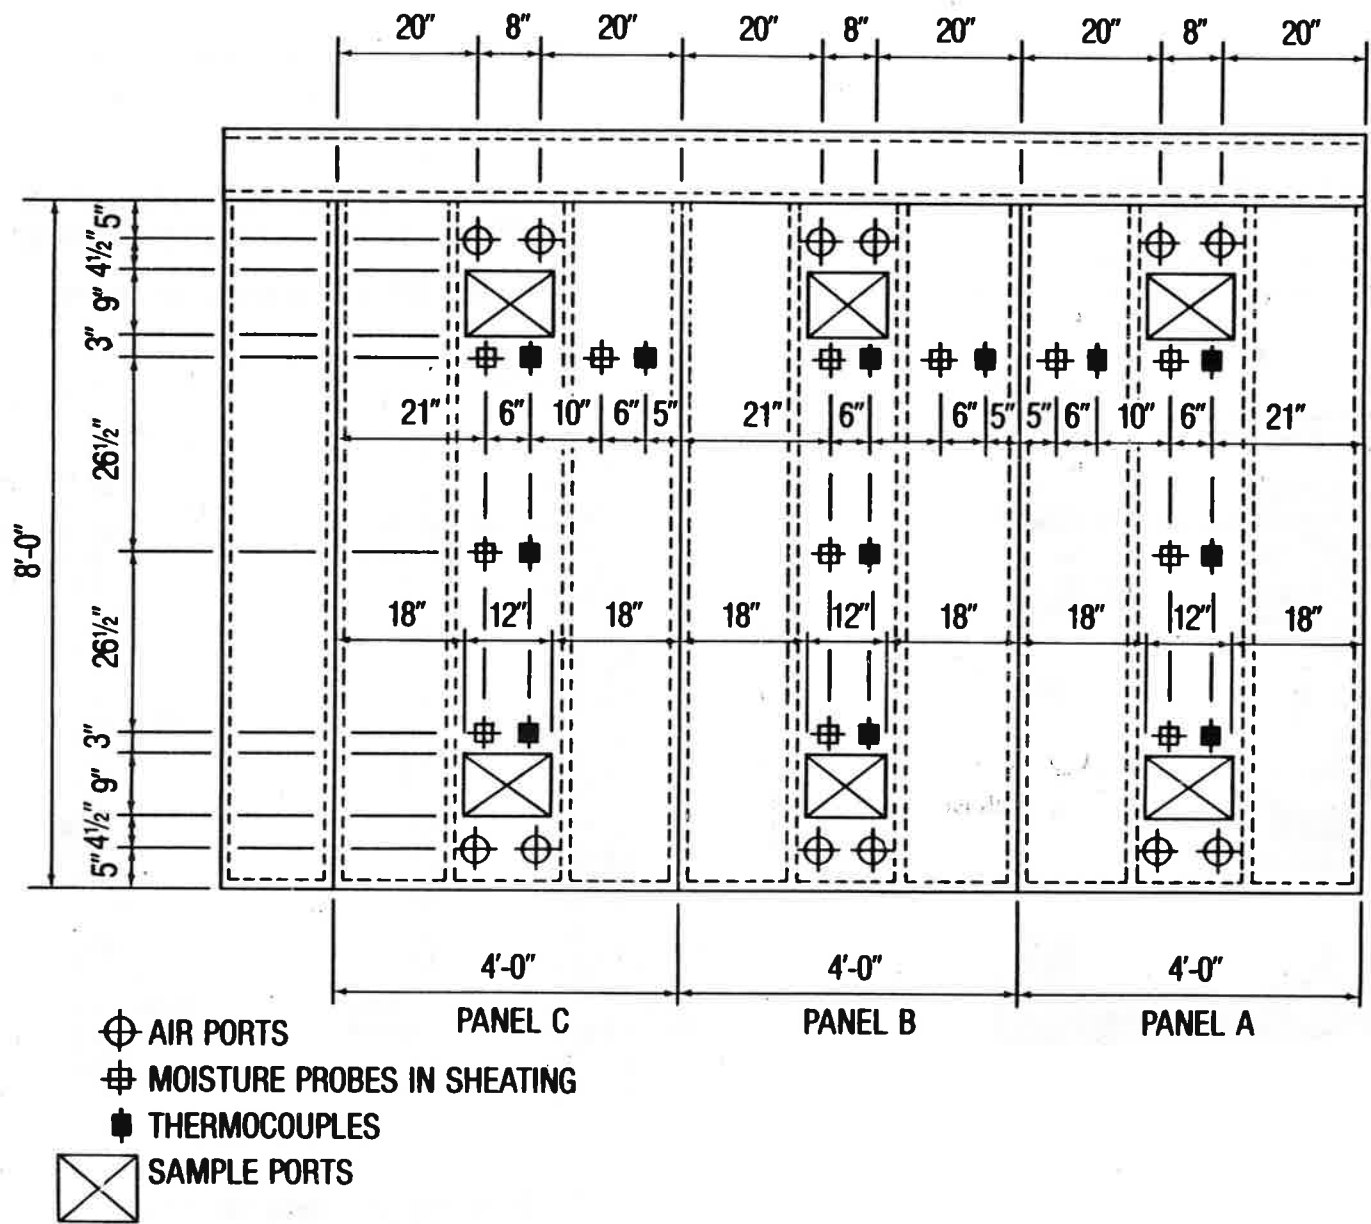 20″ 8″ 20″ 20″ 8″ 20″ 20″ 8″ 20″
5″
4½″
9″
3″
21″ 6″ 10″ 6″ 5″ 21″ 6″ 6″ 5″ 5″ 6″ 10″ 6″ 21″
26½″
8′-0″
26½″
18″ 12″ 18″ 18″ 12″ 18″ 18″ 12″ 18″
3″
9″
4½″
5″
4′-0″ 4′-0″ 4′-0″
PANEL C PANEL B PANEL A
AIR PORTS
MOISTURE PROBES IN SHEATING
THERMOCOUPLES
SAMPLE PORTS